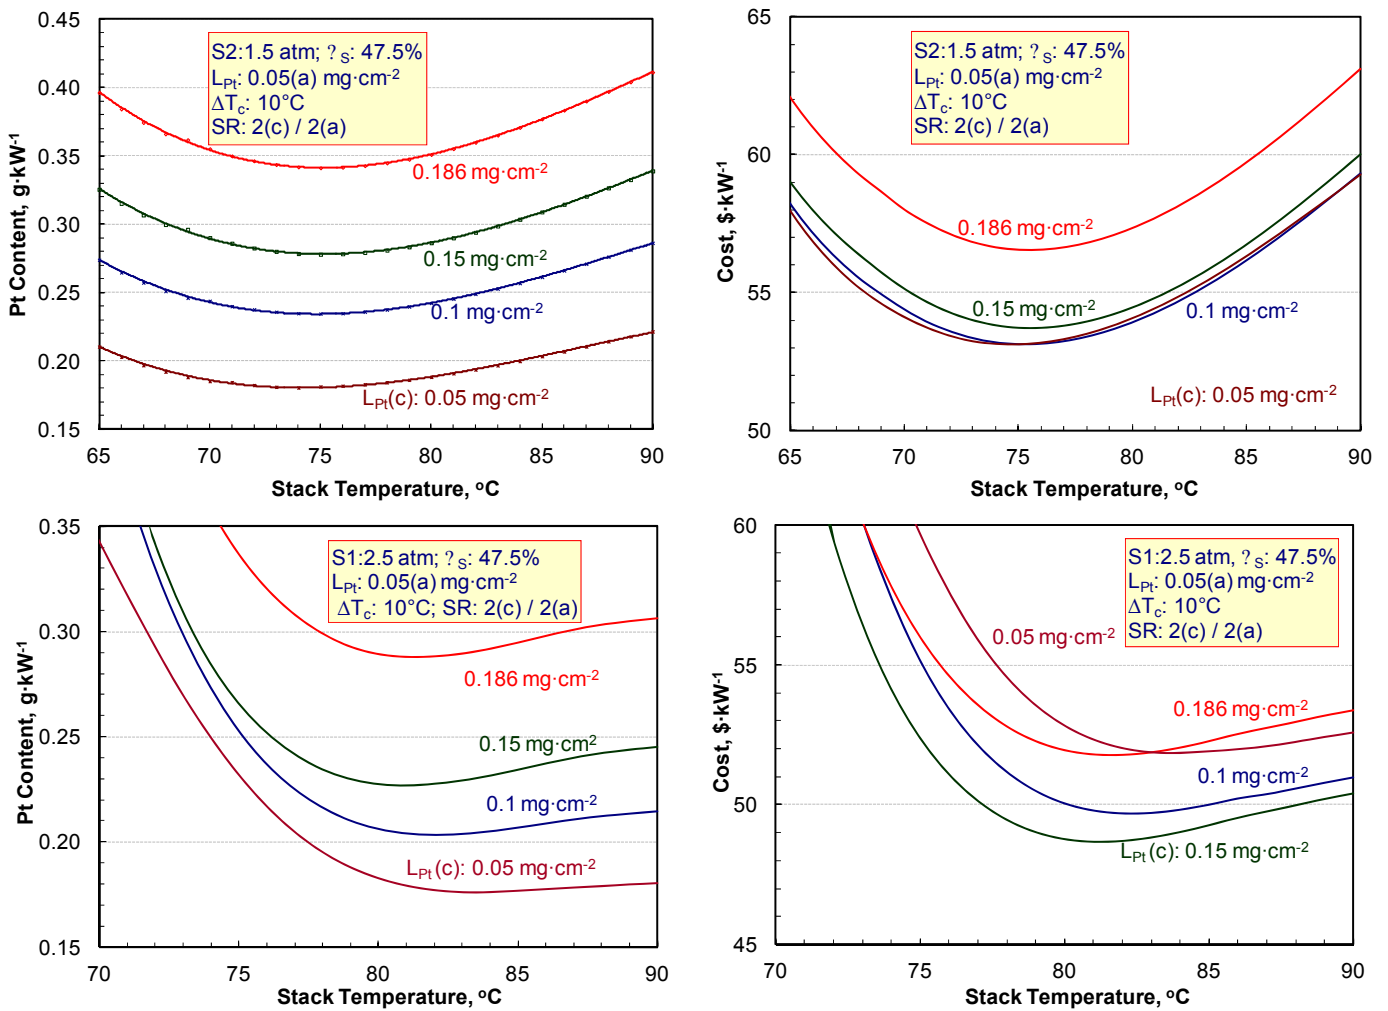 0.45
0.40
0.35
0.30
0.25
0.20
0.15
Pt Content, g·kW-1
S2:1.5 atm; ?S: 47.5%
LPt: 0.05(a) mg·cm-2
ΔTc: 10°C
SR: 2(c) / 2(a)
0.186 mg·cm-2
0.15 mg·cm-2
0.1 mg·cm-2
LPt(c): 0.05 mg·cm-2
65 70 75 80 85 90
Stack Temperature, oC
65
60
55
50
Cost, $·kW-1
S2:1.5 atm; ?S: 47.5%
LPt: 0.05(a) mg·cm-2
ΔTc: 10°C
SR: 2(c) / 2(a)
0.186 mg·cm-2
0.15 mg·cm-2
0.1 mg·cm-2
LPt(c): 0.05 mg·cm-2
65 70 75 80 85 90
Stack Temperature, oC
0.35
0.30
0.25
0.20
0.15
Pt Content, g·kW-1
S1:2.5 atm; ?S: 47.5%
LPt: 0.05(a) mg·cm-2
ΔTc: 10°C; SR: 2(c) / 2(a)
0.186 mg·cm-2
0.15 mg·cm2
0.1 mg·cm-2
LPt(c): 0.05 mg·cm-2
70 75 80 85 90
Stack Temperature, oC
60
55
50
45
Cost, $·kW-1
S1:2.5 atm, ?S: 47.5%
LPt: 0.05(a) mg·cm-2
ΔTc: 10°C
SR: 2(c) / 2(a)
0.05 mg·cm-2
0.186 mg·cm-2
0.1 mg·cm-2
LPt(c): 0.15 mg·cm-2
70 75 80 85 90
Stack Temperature, oC